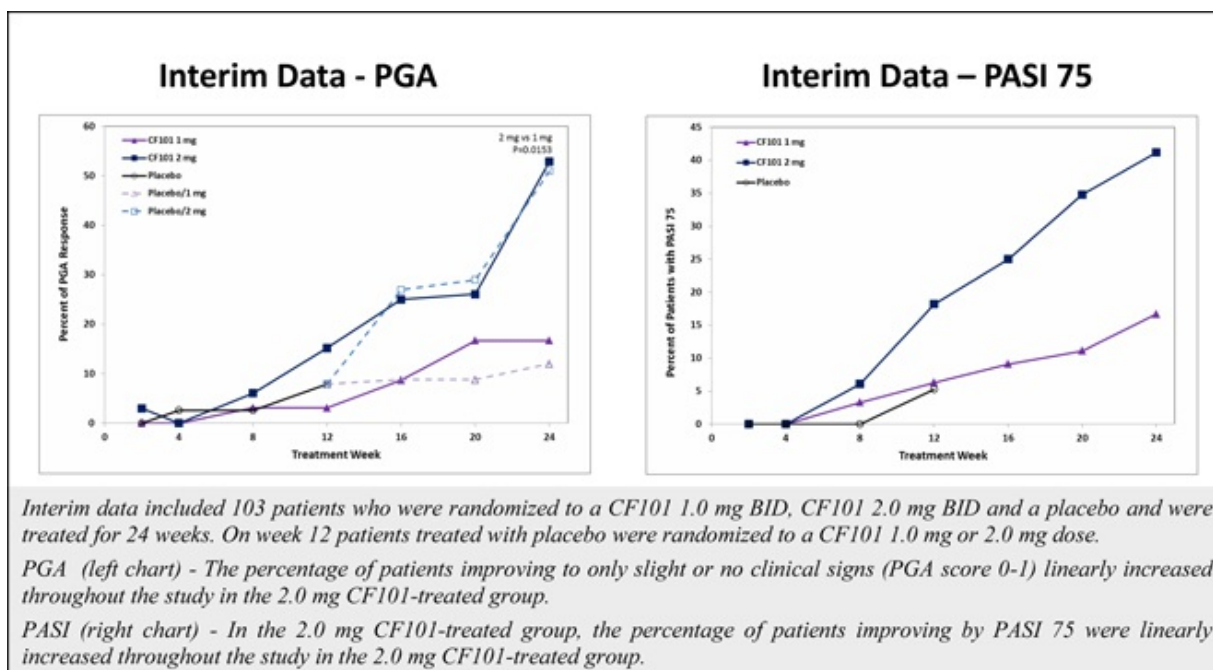 Interim Data - PGA
60
50
40
30
20
10
0
Percent of PGA Response
CF101 1 mg
CF101 2 mg
Placebo
Placebo/1 mg
Placebo/2 mg
2 mg vs 1 mg
P=0.0153
0 4 8 12 16 20 24
Treatment Week
Interim Data – PASI 75
45
40
35
30
25
20
15
10
5
0
Percent of Patients with PASI 75
CF101 1 mg
CF101 2 mg
Placebo
0 4 8 12 16 20 24
Treatment Week
Interim data included 103 patients who were randomized to a CF101 1.0 mg BID, CF101 2.0 mg BID and a placebo and were
treated for 24 weeks. On week 12 patients treated with placebo were randomized to a CF101 1.0 mg or 2.0 mg dose.
PGA (left chart) - The percentage of patients improving to only slight or no clinical signs (PGA score 0-1) linearly increased
throughout the study in the 2.0 mg CF101-treated group.
PASI (right chart) - In the 2.0 mg CF101-treated group, the percentage of patients improving by PASI 75 were linearly
increased throughout the study in the 2.0 mg CF101-treated group.